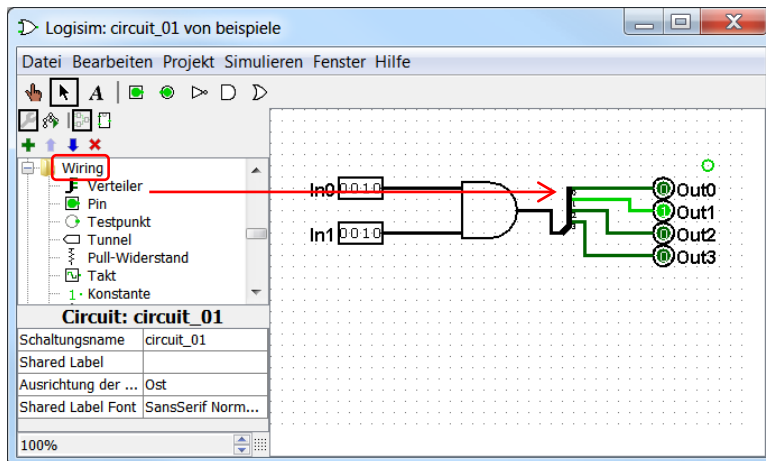 Logisim: circuit_01 von beispiele
Datei Bearbeiten Projekt Simulieren Fenster Hilfe
A
Wiring
Verteiler
Pin
Testpunkt
Tunnel
Pull-Widerstand
Takt
1 Konstante
Circuit: circuit_01
Schaltungsname circuit_01
Shared Label
Ausrichtung der ... Ost
Shared Label Font SansSerif Norm...
100%
In0 0010
In1 0010
0 Out0
1 Out1
0 Out2
0 Out3